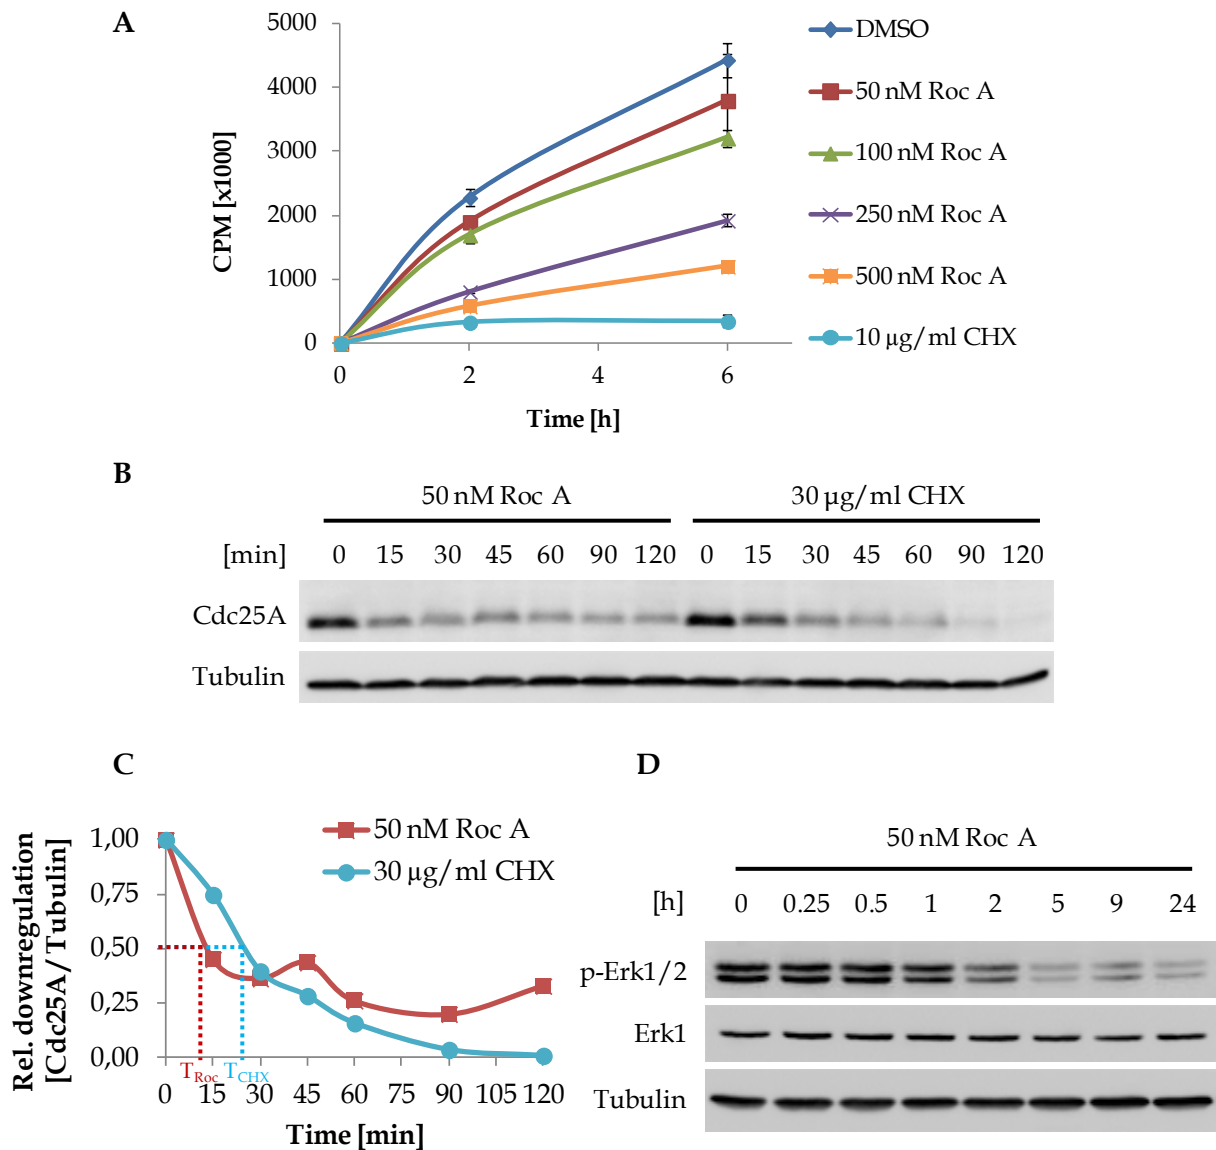 A
CPM [x1000]
5000
4000
3000
2000
1000
0
0 2 4 6
Time [h]
DMSO
50 nM Roc A
100 nM Roc A
250 nM Roc A
500 nM Roc A
10 µg/ml CHX
B
50 nM Roc A 30 µg/ml CHX
[min] 0 15 30 45 60 90 120 0 15 30 45 60 90 120
Cdc25A
Tubulin
C
Rel. downregulation
[Cdc25A/Tubulin]
1,00
0,75
0,50
0,25
0,00
50 nM Roc A
30 µg/ml CHX
TRoc TCHX
0 15 30 45 60 75 90 105 120
Time [min]
D
50 nM Roc A
[h] 0 0.25 0.5 1 2 5 9 24
p-Erk1/2
Erk1
Tubulin